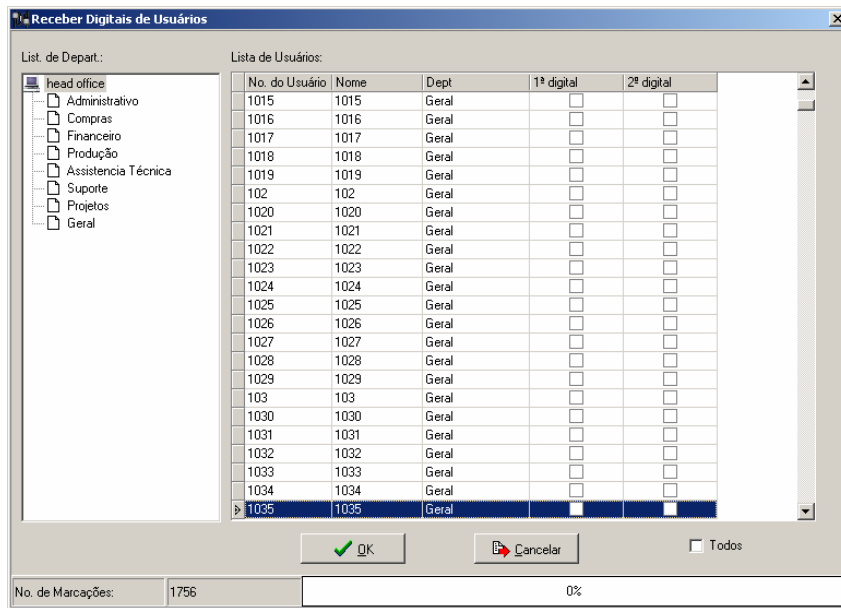 Receber Digitais de Usuários
List. de Depart.:
head office
Administrativo
Compras
Financeiro
Produção
Assistencia Técnica
Suporte
Projetos
Geral
Lista de Usuários:
No. do Usuário Nome Dept 1ª digital 2ª digital
1015 1015 Geral
1016 1016 Geral
1017 1017 Geral
1018 1018 Geral
1019 1019 Geral
102 102 Geral
1020 1020 Geral
1021 1021 Geral
1022 1022 Geral
1023 1023 Geral
1024 1024 Geral
1025 1025 Geral
1026 1026 Geral
1027 1027 Geral
1028 1028 Geral
1029 1029 Geral
103 103 Geral
1030 1030 Geral
1031 1031 Geral
1032 1032 Geral
1033 1033 Geral
1034 1034 Geral
1035 1035 Geral
OK Cancelar Todos
No. de Marcações: 1756 0%